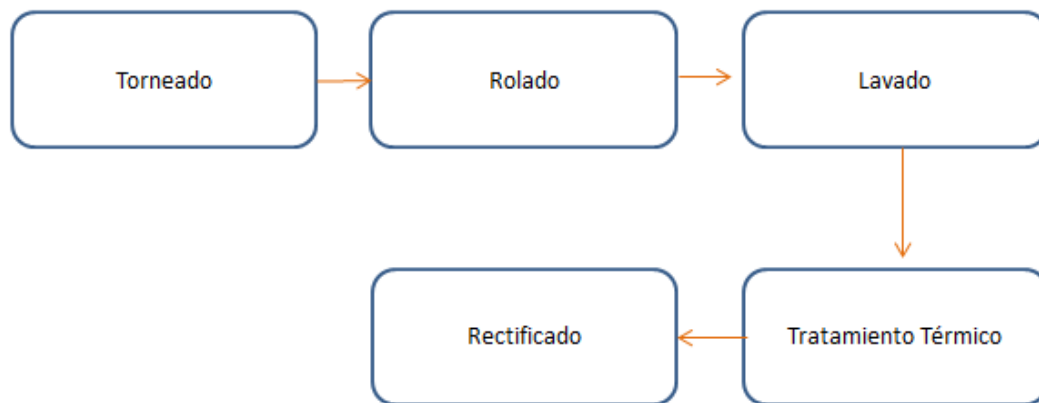 Torneado
Rolado
Lavado
Tratamiento Térmico
Rectificado